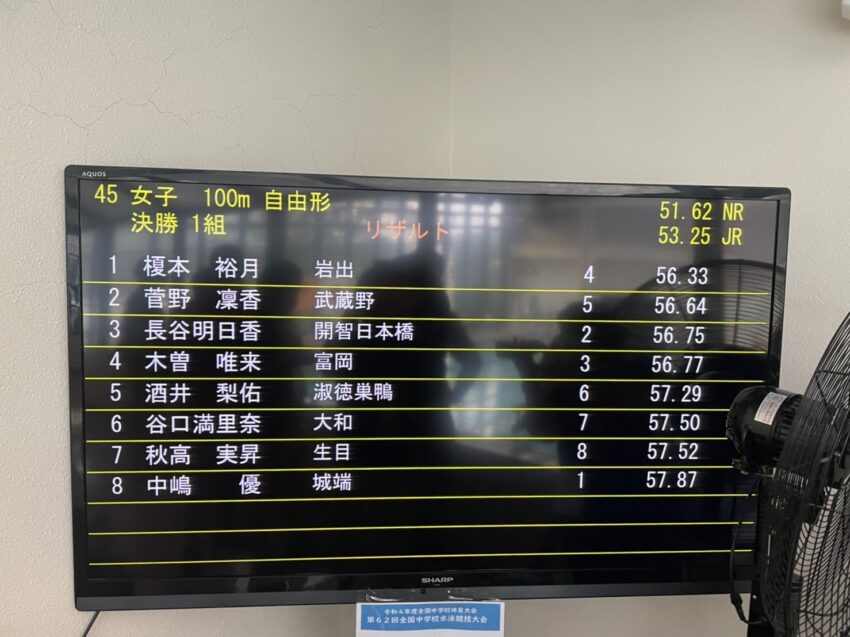 AQUOS
45 女子 100m 自由形 51.62 NR
決勝 1組 リザルト 53.25 JR
1 榎本 裕月 岩出 4 56.33
2 菅野 凜香 武蔵野 5 56.64
3 長谷明日香 開智日本橋 2 56.75
4 木曽 唯来 富岡 3 56.77
5 酒井 梨佑 淑徳巣鴨 6 57.29
6 谷口満里奈 大和 7 57.50
7 秋高 実昇 生目 8 57.52
8 中嶋 優 城端 1 57.87
SHARP
令和4年度全国中学校体育大会
第62回全国中学校水泳競技大会